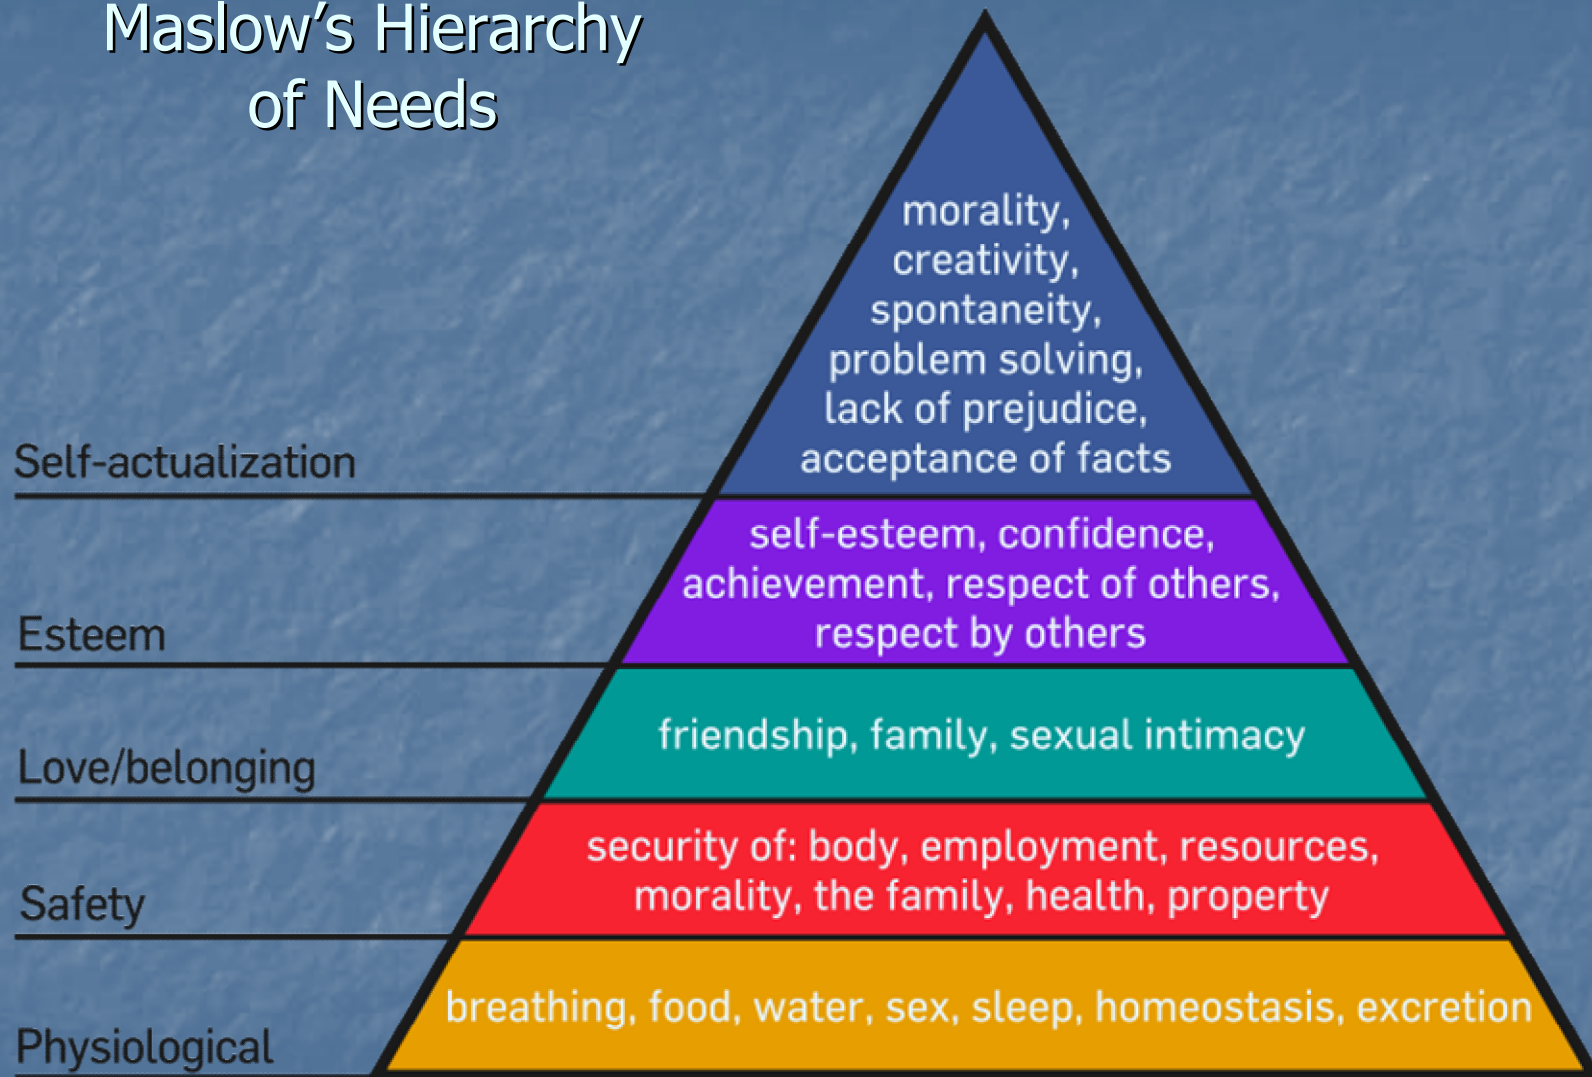 Maslow’s Hierarchy
of Needs
morality,
creativity,
spontaneity,
problem solving,
lack of prejudice,
acceptance of facts
Self-actualization
self-esteem, confidence,
achievement, respect of others,
respect by others
Esteem
friendship, family, sexual intimacy
Love/belonging
security of: body, employment, resources,
morality, the family, health, property
Safety
breathing, food, water, sex, sleep, homeostasis, excretion
Physiological